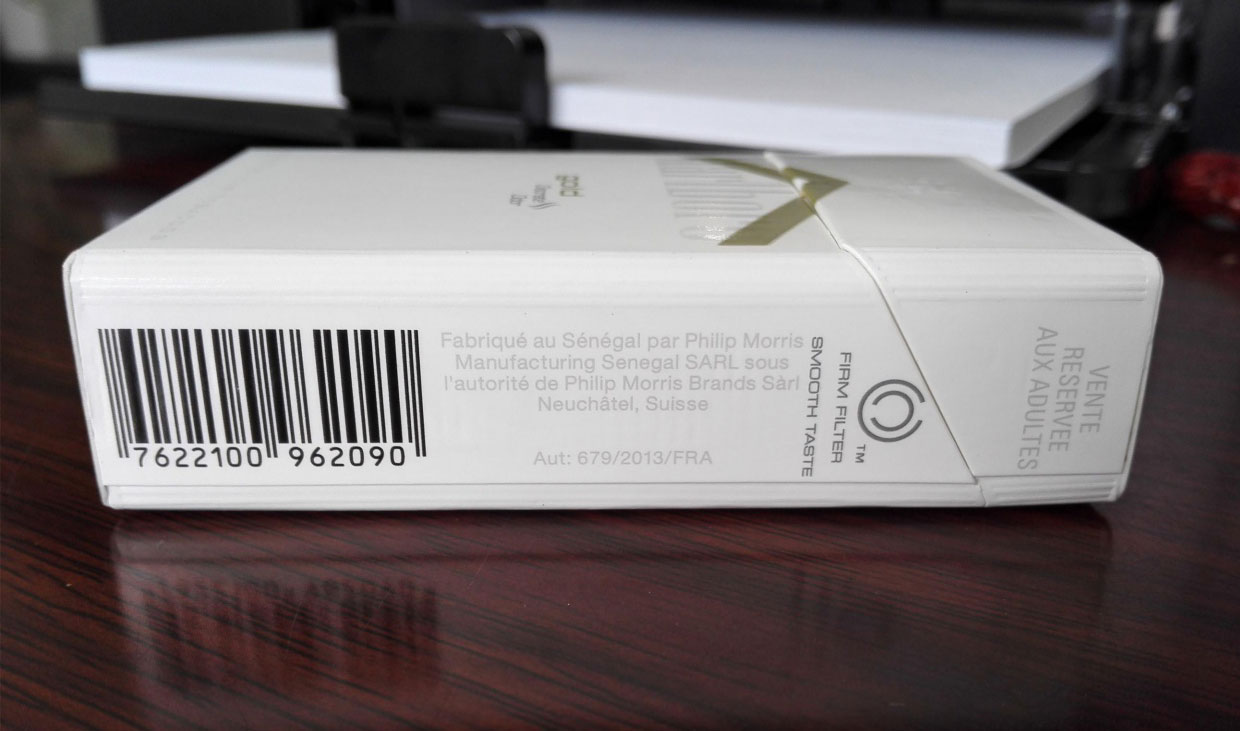 gold
7622100 962090
Fabriqué au Sénégal par Philip Morris
Manufacturing Senegal SARL sous
l'autorité de Philip Morris Brands Sàrl
Neuchâtel, Suisse
Aut: 679/2013/FRA
FIRM FILTER
SMOOTH TASTE
TM
VENTE
RESERVEE
AUX ADULTES